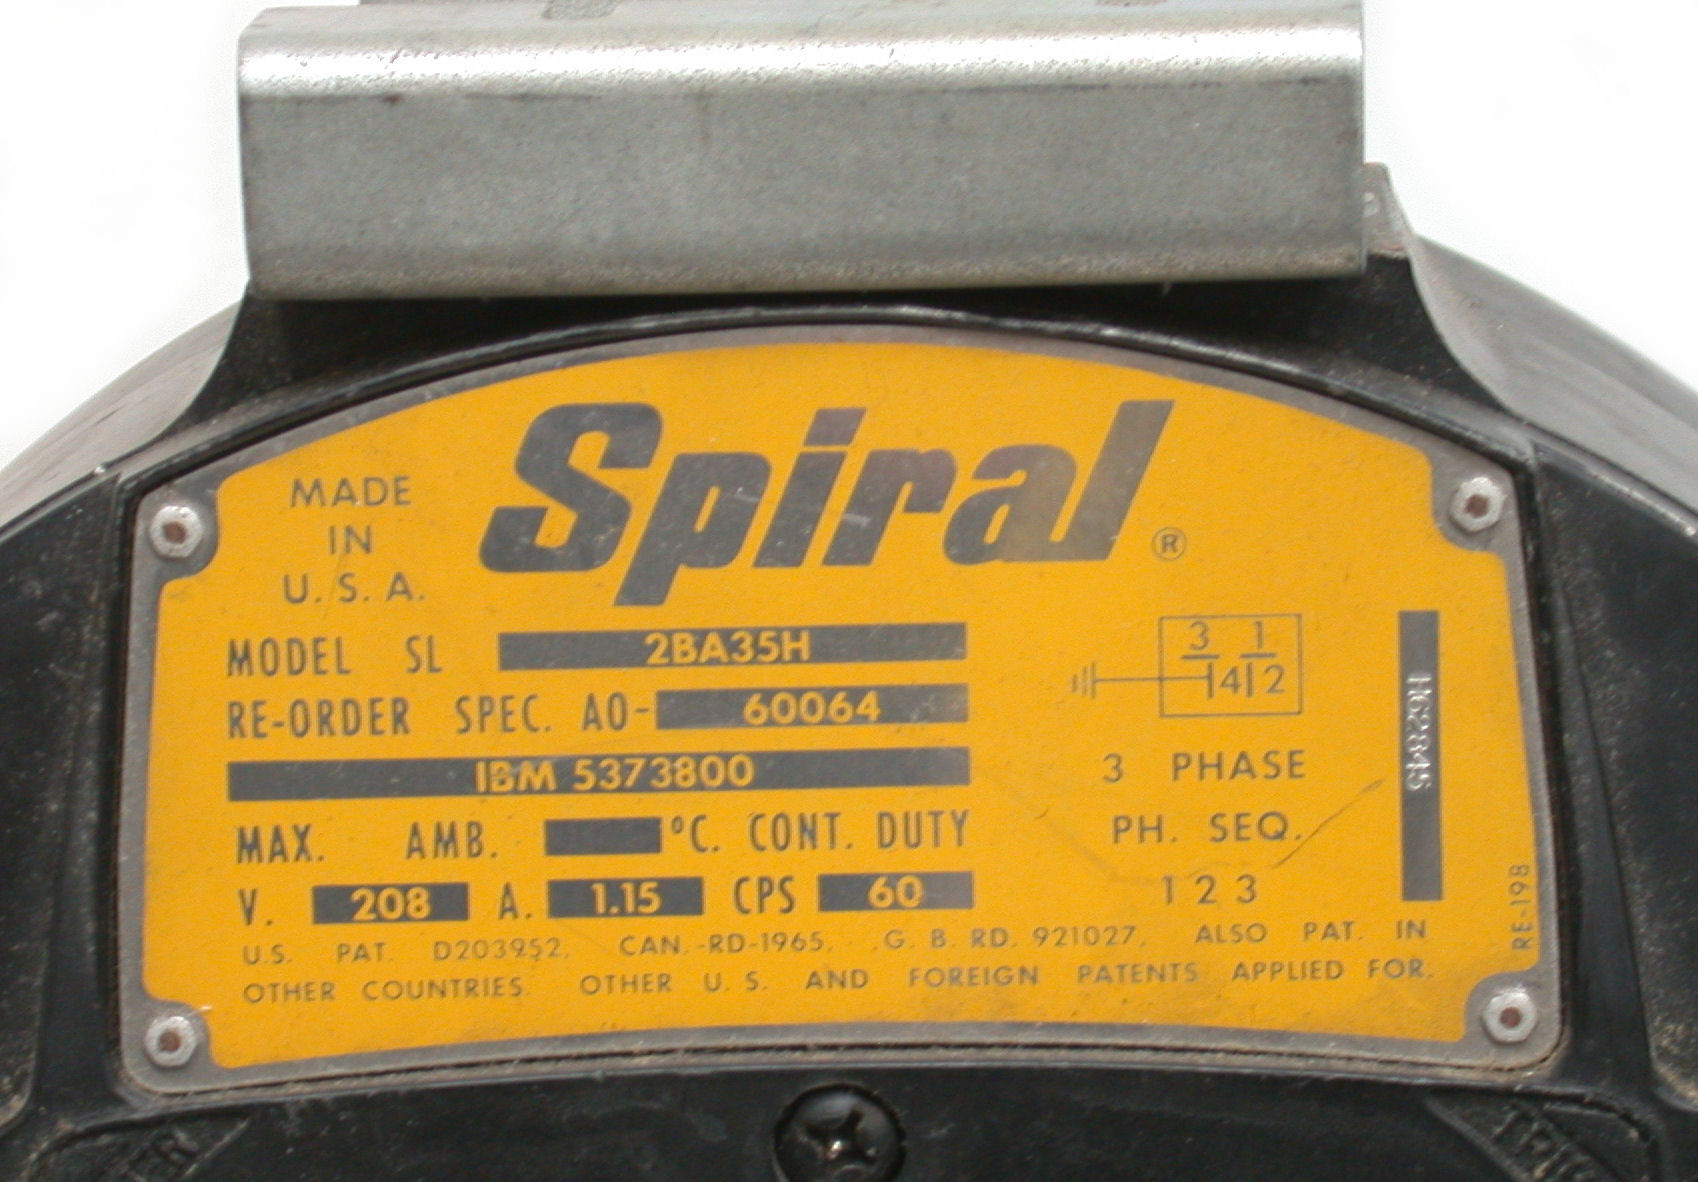 Spiral®
MADE
IN
U.S.A.
MODEL SL 2BA35H
RE-ORDER SPEC. AO-60064
IBM 5373800
MAX. AMB. °C. CONT. DUTY
V. 208 A. 1.15 CPS 60
3 1
4 2
3 PHASE
PH. SEQ.
1 2 3
RE-198
U.S. PAT. D203952, CAN.-RD-1965, G. B. RD. 921027, ALSO PAT. IN
OTHER COUNTRIES. OTHER U.S. AND FOREIGN PATENTS APPLIED FOR.